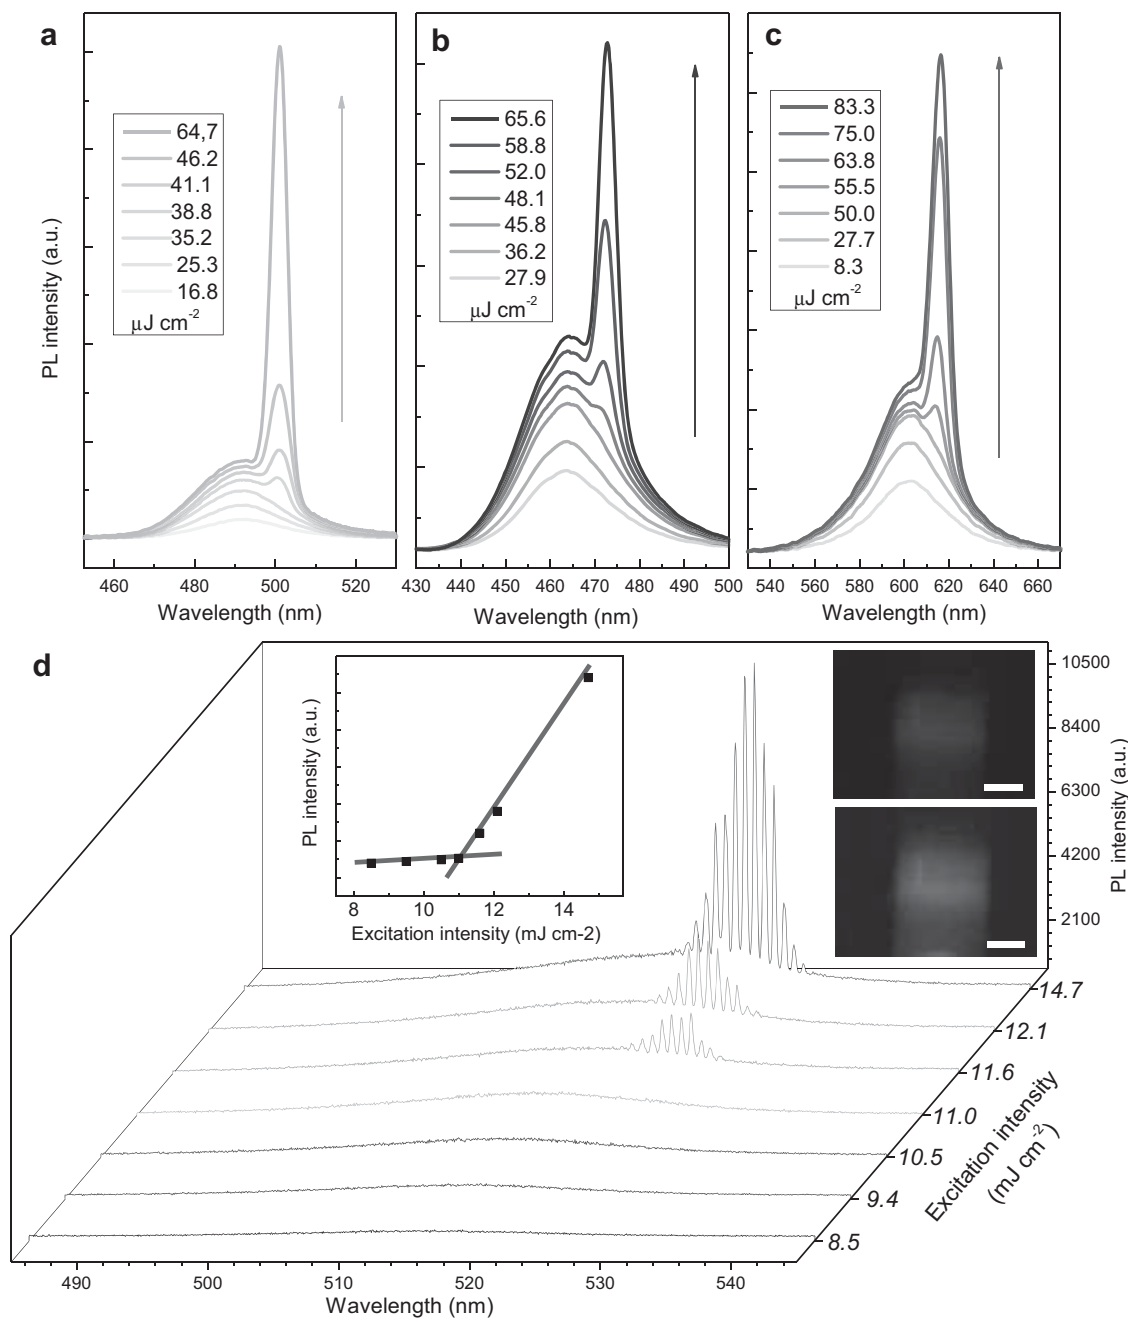 a
64,7
46.2
41.1
38.8
35.2
25.3
16.8
μJ cm-2
PL intensity (a.u.)
460 480 500 520
Wavelength (nm)
b
65.6
58.8
52.0
48.1
45.8
36.2
27.9
μJ cm-2
430 440 450 460 470 480 490 500
Wavelength (nm)
c
83.3
75.0
63.8
55.5
50.0
27.7
8.3
μJ cm-2
540 560 580 600 620 640 660
Wavelength (nm)
d
PL intensity (a.u.)
8 10 12 14
Excitation intensity (mJ cm-2)
10500
8400
6300
4200
2100
PL intensity (a.u.)
14.7
12.1
11.6
11.0
10.5
9.4
8.5
Excitation intensity
(mJ cm-2)
490 500 510 520 530 540
Wavelength (nm)